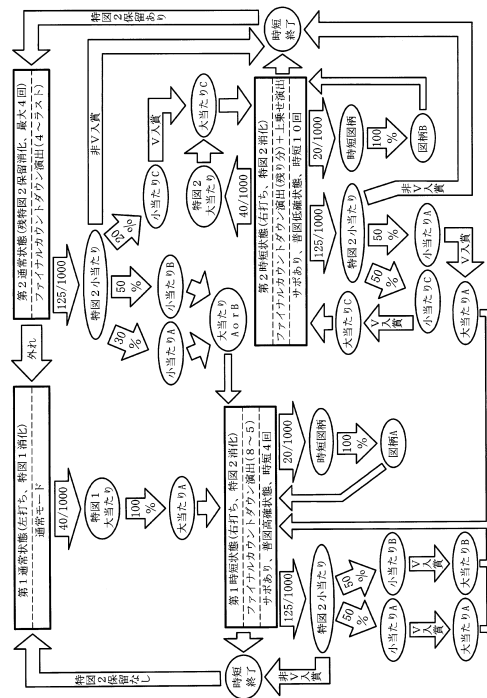 第1通常状態(左打ち、特図1消化)
通常モード
40/1000
特図1
大当たり
100
%
大当たりA
外れ
第2通常状態(残特図2保留消化、最大4回)
ファイナルカウントダウン演出(4〜ラスト)
125/1000
特図2小当たり
30
%
50
%
20
%
小当たりA
小当たりB
小当たりC
大当たり
AorB
V入賞
大当たりC
非V入賞
特図2保留あり
特図2保留なし
時短
終了
第1時短状態(右打ち、特図2消化)
ファイナルカウントダウン演出(8〜5)
サポあり、普図高確状態、時短4回
125/1000
特図2小当たり
50
%
50
%
小当たりA
小当たりB
V
入賞
V
入賞
大当たりA
大当たりB
非V
入賞
20/1000
時短図柄
100
%
図柄A
時短
終了
第2時短状態(右打ち、特図2消化)
ファイナルカウントダウン演出(残り分)+上乗せ演出
サポあり、普図低確状態、時短10回
40/1000
特図2
大当たり
125/1000
特図2小当たり
50
%
50
%
小当たりC
小当たりA
V
入賞
V入賞
大当たりC
大当たりA
非V
入賞
20/1000
時短図柄
100
%
図柄B